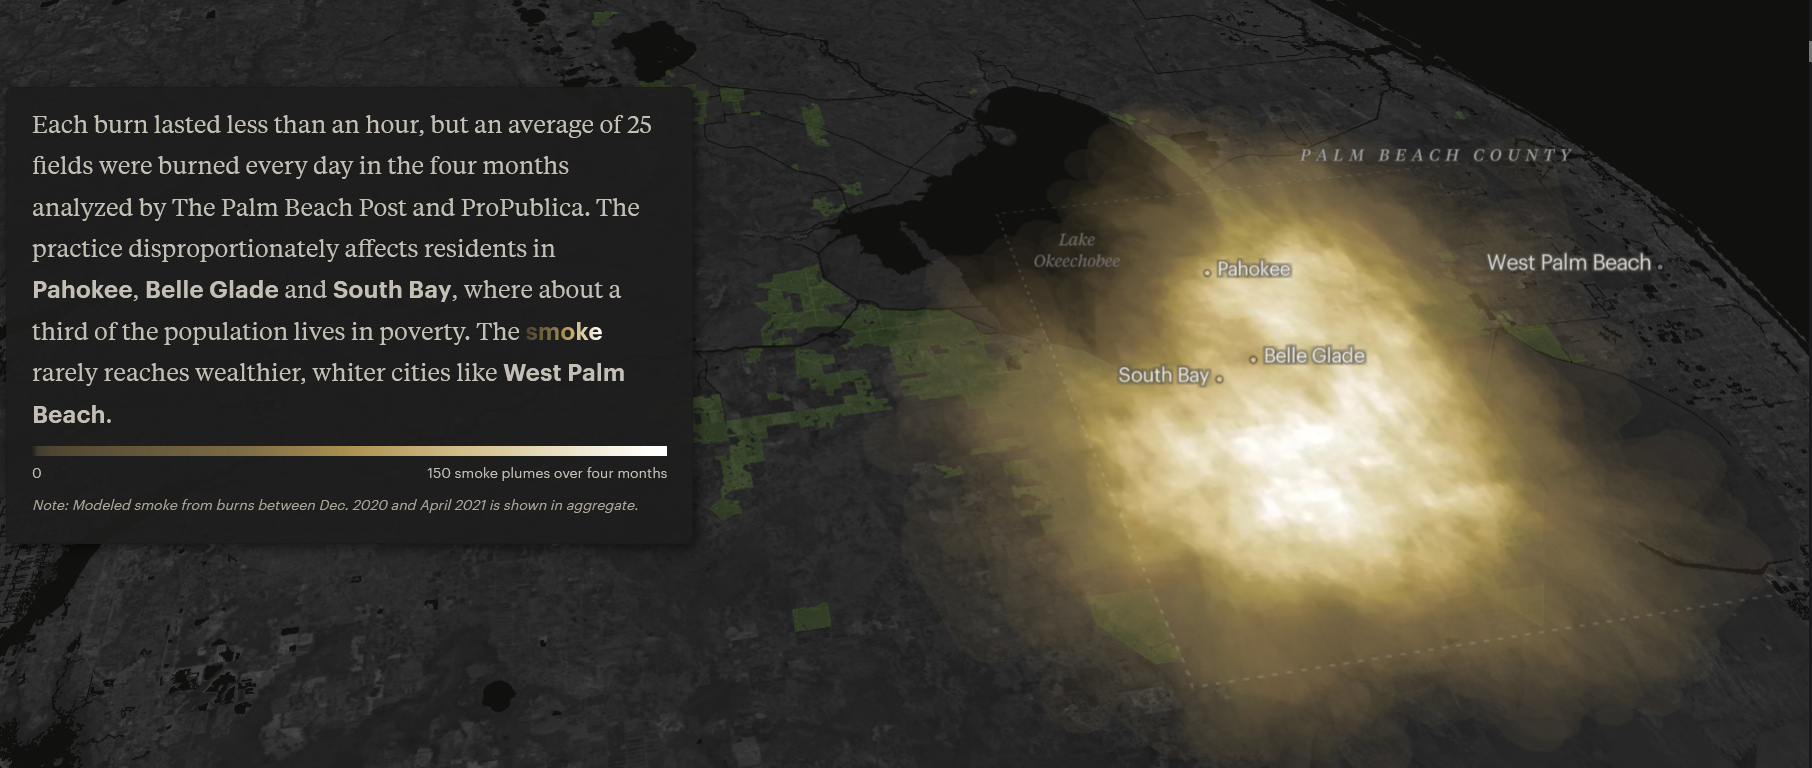 Each burn lasted less than an hour, but an average of 25
fields were burned every day in the four months
analyzed by The Palm Beach Post and ProPublica. The
practice disproportionately affects residents in
Pahokee, Belle Glade and South Bay, where about a
third of the population lives in poverty. The smoke
rarely reaches wealthier, whiter cities like West Palm
Beach.
0
150 smoke plumes over four months
Note: Modeled smoke from burns between Dec. 2020 and April 2021 is shown in aggregate.
PALM BEACH COUNTY
Lake
Okeechobee
Pahokee
West Palm Beach
Belle Glade
South Bay